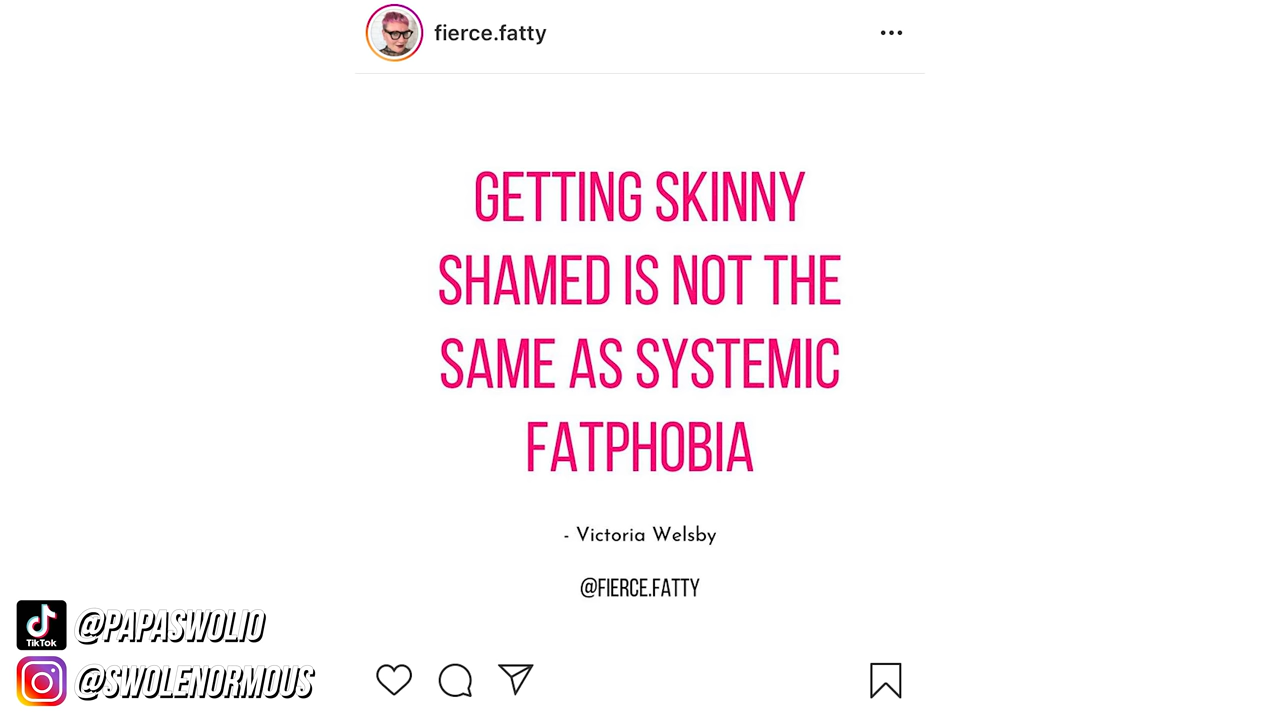 fierce.fatty
GETTING SKINNY
SHAMED IS NOT THE
SAME AS SYSTEMIC
FATPHOBIA
- Victoria Welsby
@FIERCE.FATTY
TikTok
@PAPASWOLIO
@SWOLENORMOUS